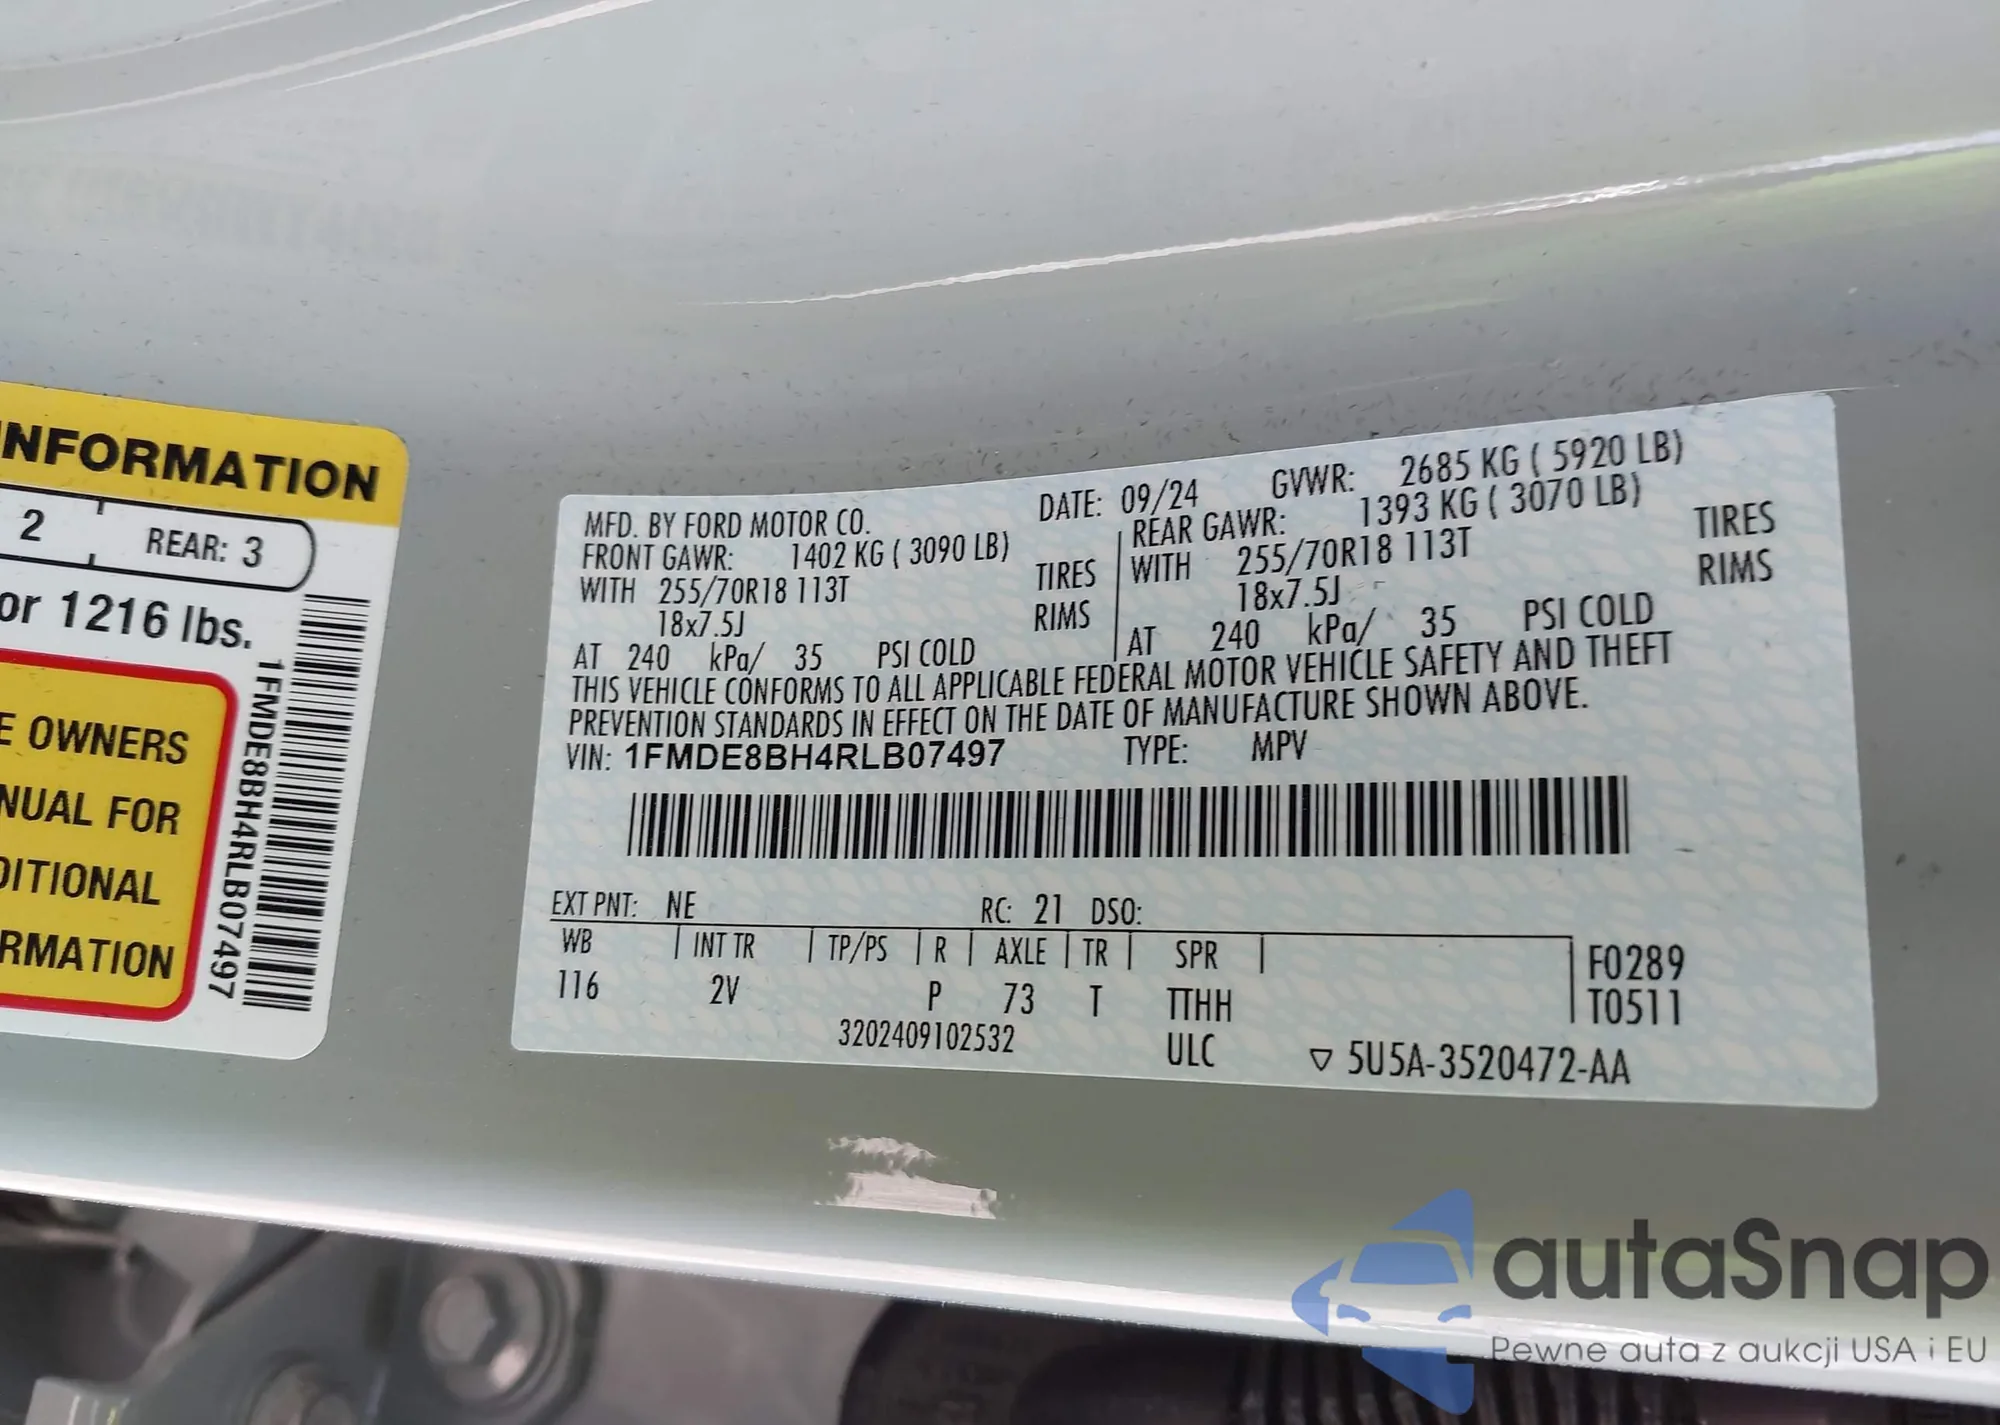 INFORMATION
2 REAR: 3
or 1216 lbs.
E OWNERS
NUAL FOR
DITIONAL
RMATION
1FMDE8BH4RLB07497
MFD. BY FORD MOTOR CO. DATE: 09/24 GVWR: 2685 KG ( 5920 LB)
FRONT GAWR: 1402 KG ( 3090 LB) REAR GAWR: 1393 KG ( 3070 LB)
WITH 255/70R18 113T TIRES WITH 255/70R18 113T TIRES
18x7.5J RIMS 18x7.5J RIMS
AT 240 kPa/ 35 PSI COLD AT 240 kPa/ 35 PSI COLD
THIS VEHICLE CONFORMS TO ALL APPLICABLE FEDERAL MOTOR VEHICLE SAFETY AND THEFT
PREVENTION STANDARDS IN EFFECT ON THE DATE OF MANUFACTURE SHOWN ABOVE.
VIN: 1FMDE8BH4RLB07497 TYPE: MPV
EXT PNT: NE RC: 21 DSO:
WB INT TR TP/PS R AXLE TR SPR F0289
116 2V P 73 T TTHH T0511
3202409102532 ULC ▽ 5U5A-3520472-AA
autaSnap
Pewne auta z aukcji USA i EU